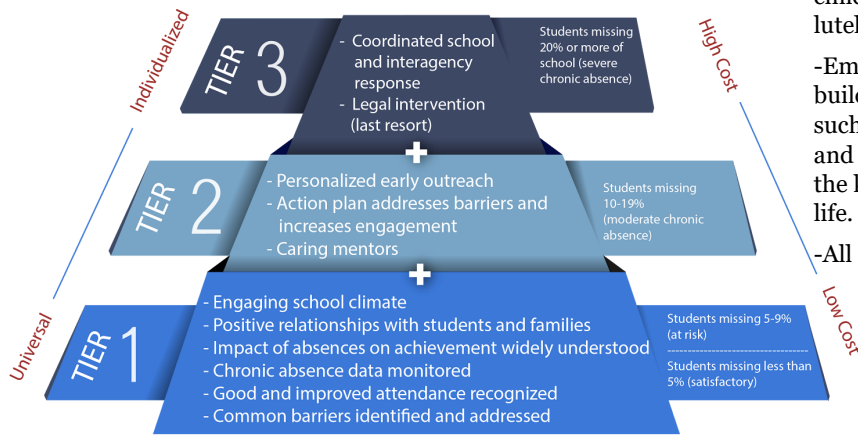 Individualized
TIER 3
- Coordinated school
and interagency
response
- Legal intervention
(last resort)
Students missing
20% or more of
school (severe
chronic absence)
High Cost
+
TIER 2
- Personalized early outreach
- Action plan addresses barriers and
increases engagement
- Caring mentors
Students missing
10-19%
(moderate chronic
absence)
+
Universal
TIER 1
- Engaging school climate
- Positive relationships with students and families
- Impact of absences on achievement widely understood
- Chronic absence data monitored
- Good and improved attendance recognized
- Common barriers identified and addressed
Students missing 5-9%
(at risk)
Students missing less than
5% (satisfactory)
Low Cost
lutel
-Em
build
such
and
the
life.
-All